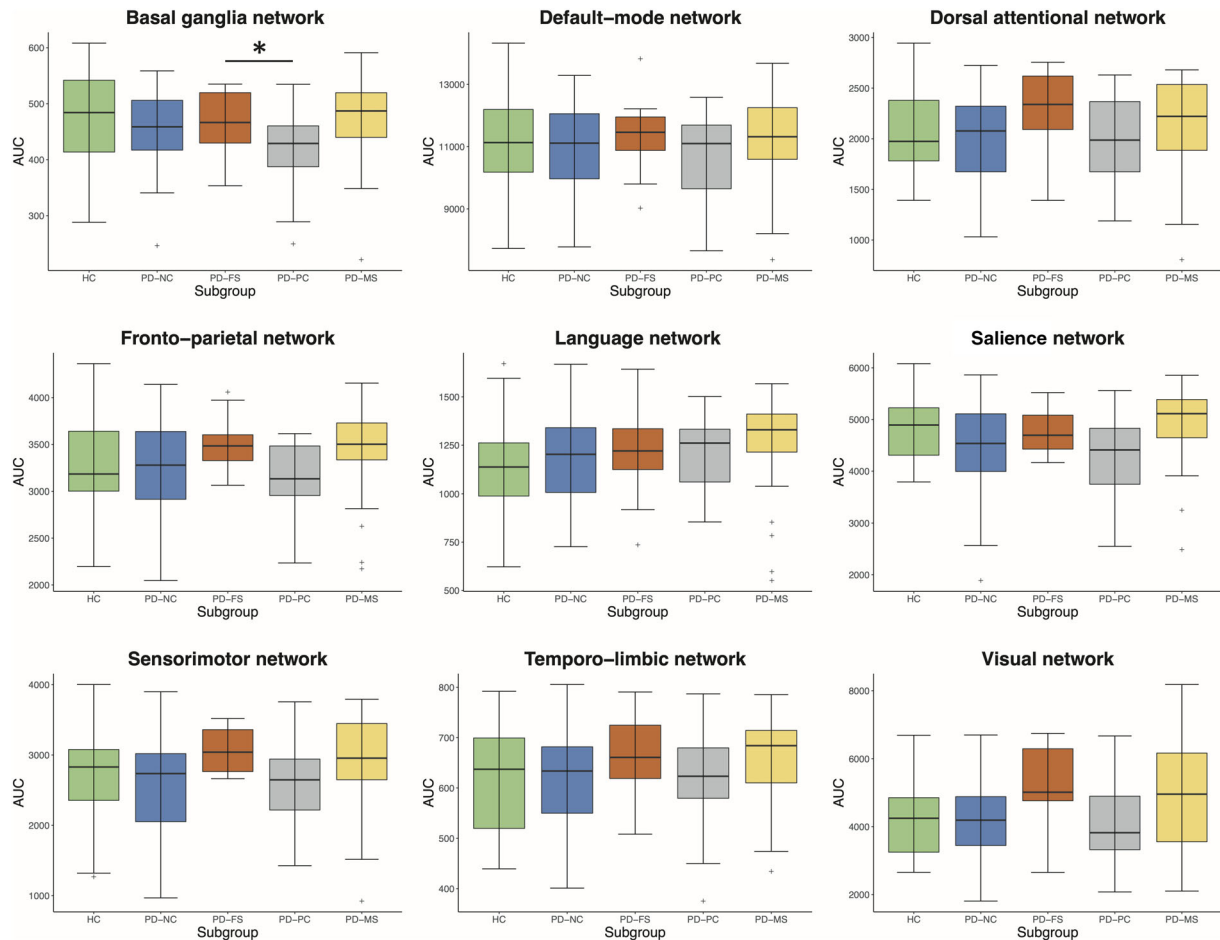 Basal ganglia network
Default−mode network
Dorsal attentional network
AUC
600
500
400
300
*
HC
PD−NC
PD−FS
PD−PC
PD−MS
Subgroup
AUC
13000
11000
9000
HC
PD−NC
PD−FS
PD−PC
PD−MS
Subgroup
AUC
3000
2500
2000
1500
1000
HC
PD−NC
PD−FS
PD−PC
PD−MS
Subgroup
Fronto−parietal network
Language network
Salience network
AUC
4000
3500
3000
2500
2000
HC
PD−NC
PD−FS
PD−PC
PD−MS
Subgroup
AUC
1500
1250
1000
750
500
HC
PD−NC
PD−FS
PD−PC
PD−MS
Subgroup
AUC
6000
5000
4000
3000
2000
HC
PD−NC
PD−FS
PD−PC
PD−MS
Subgroup
Sensorimotor network
Temporo−limbic network
Visual network
AUC
4000
3000
2000
1000
HC
PD−NC
PD−FS
PD−PC
PD−MS
Subgroup
AUC
800
700
600
500
400
HC
PD−NC
PD−FS
PD−PC
PD−MS
Subgroup
AUC
8000
6000
4000
2000
HC
PD−NC
PD−FS
PD−PC
PD−MS
Subgroup